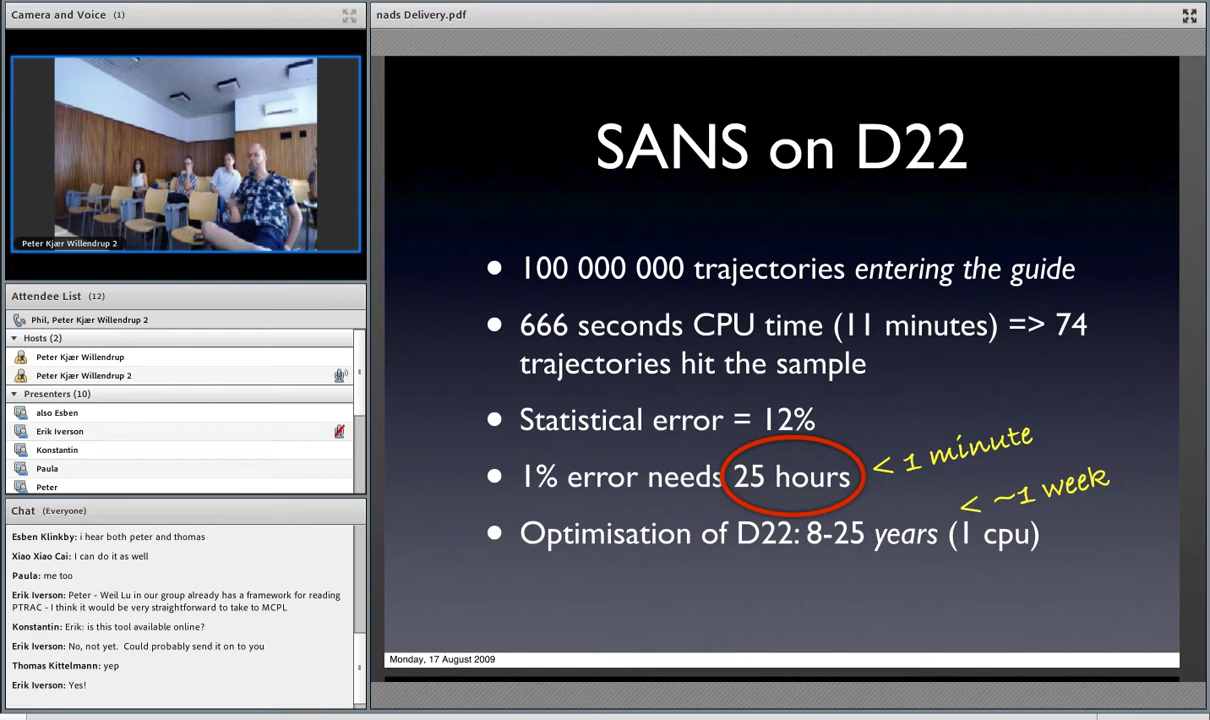 Camera and Voice (1)
Peter Kjær Willendrup 2
Attendee List (12)
Phil, Peter Kjær Willendrup 2
Hosts (2)
Peter Kjær Willendrup
Peter Kjær Willendrup 2
Presenters (10)
also Esben
Erik Iverson
Konstantin
Paula
Peter
Chat (Everyone)
Esben Klinkby: i hear both peter and thomas
Xiao Xiao Cai: I can do it as well
Paula: me too
Erik Iverson: Peter - Weil Lu in our group already has a framework for reading
PTRAC - I think it would be very straightforward to take to MCPL
Konstantin: Erik: is this tool available online?
Erik Iverson: No, not yet. Could probably send it on to you
Thomas Kittelmann: yep
Erik Iverson: Yes!
nads Delivery.pdf
SANS on D22
• 100 000 000 trajectories entering the guide
• 666 seconds CPU time (11 minutes) => 74
trajectories hit the sample
• Statistical error = 12%
• 1% error needs 25 hours < 1 minute
< ~1 week
• Optimisation of D22: 8-25 years (1 cpu)
Monday, 17 August 2009